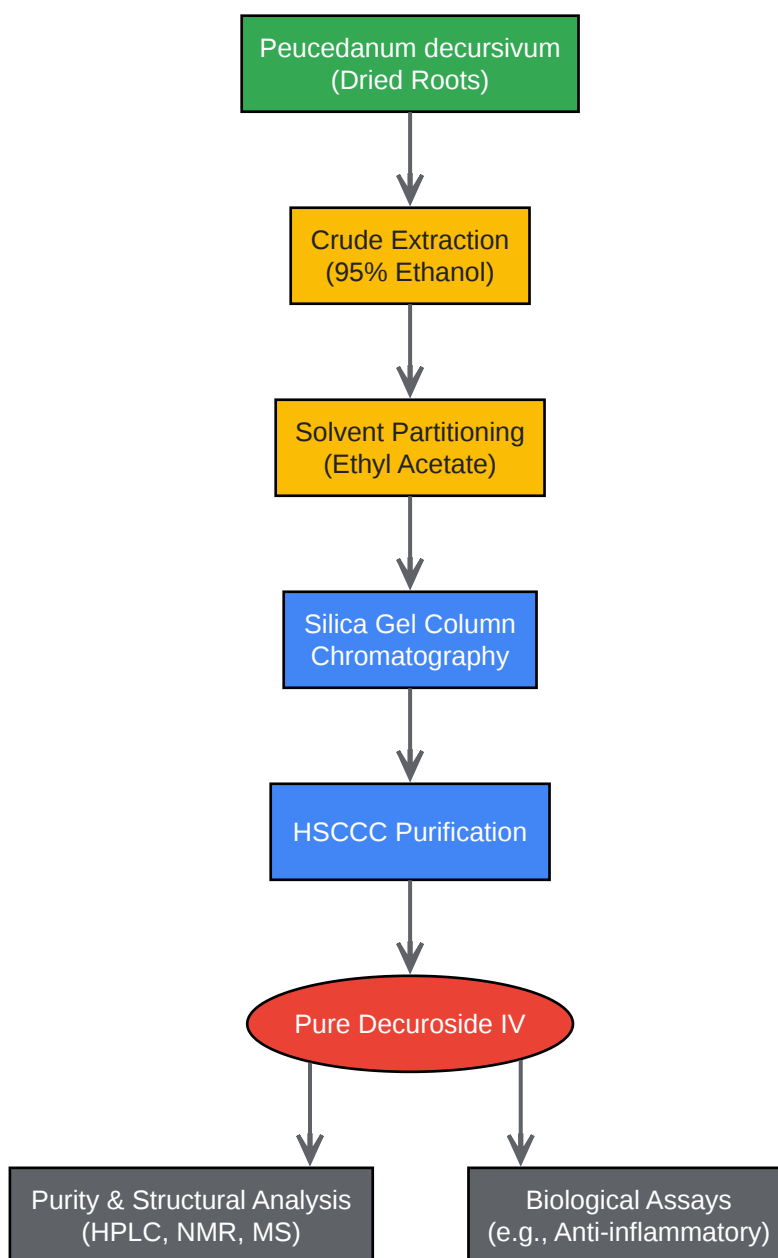 Peucedanum decursivum
(Dried Roots)
Crude Extraction
(95% Ethanol)
Solvent Partitioning
(Ethyl Acetate)
Silica Gel Column
Chromatography
HSCCC Purification
Pure Decuroside IV
Purity & Structural Analysis
(HPLC, NMR, MS)
Biological Assays
(e.g., Anti-inflammatory)